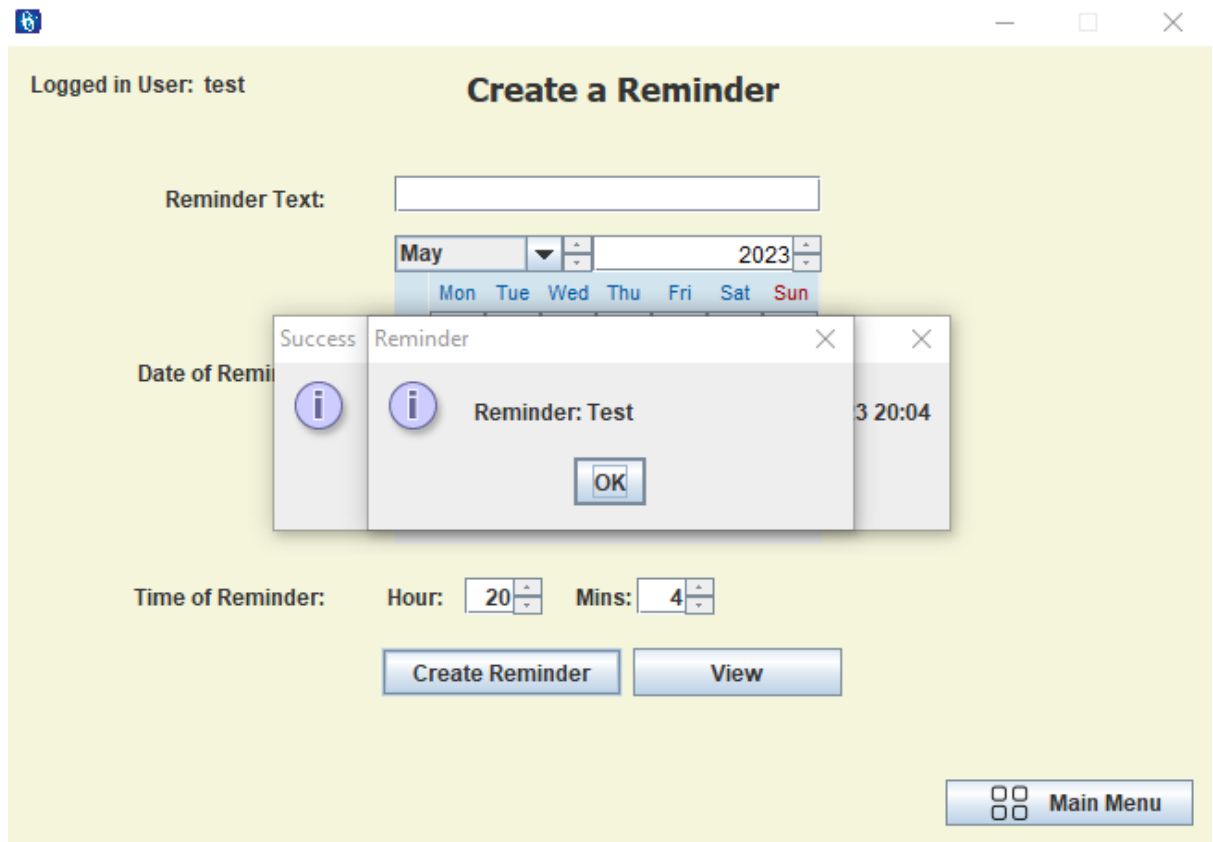 Logged in User: test
Create a Reminder
Reminder Text:
May 2023
Mon Tue Wed Thu Fri Sat Sun
Success Reminder
Date of
Reminder: Test
20:04
OK
Time of Reminder: Hour: 20 Mins: 4
Create Reminder View
Main Menu